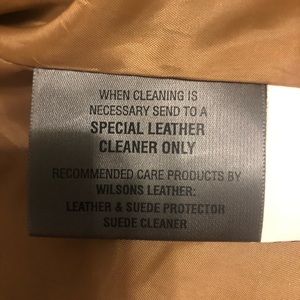 WHEN CLEANING IS
NECESSARY SEND TO A
SPECIAL LEATHER
CLEANER ONLY
RECOMMENDED CARE PRODUCTS BY
WILSONS LEATHER:
LEATHER & SUEDE PROTECTOR
SUEDE CLEANER